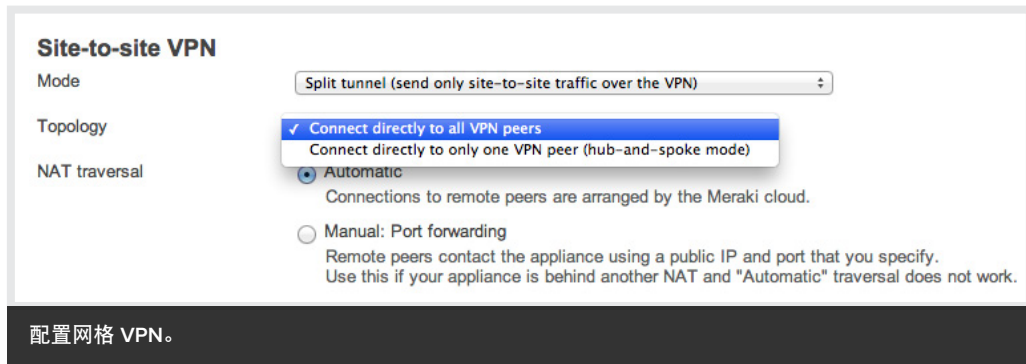 Site-to-site VPN
Mode
Split tunnel (send only site-to-site traffic over the VPN)
Topology
✓ Connect directly to all VPN peers
Connect directly to only one VPN peer (hub-and-spoke mode)
NAT traversal
Automatic
Connections to remote peers are arranged by the Meraki cloud.
Manual: Port forwarding
Remote peers contact the appliance using a public IP and port that you specify.
Use this if your appliance is behind another NAT and "Automatic" traversal does not work.
配置网格 VPN。